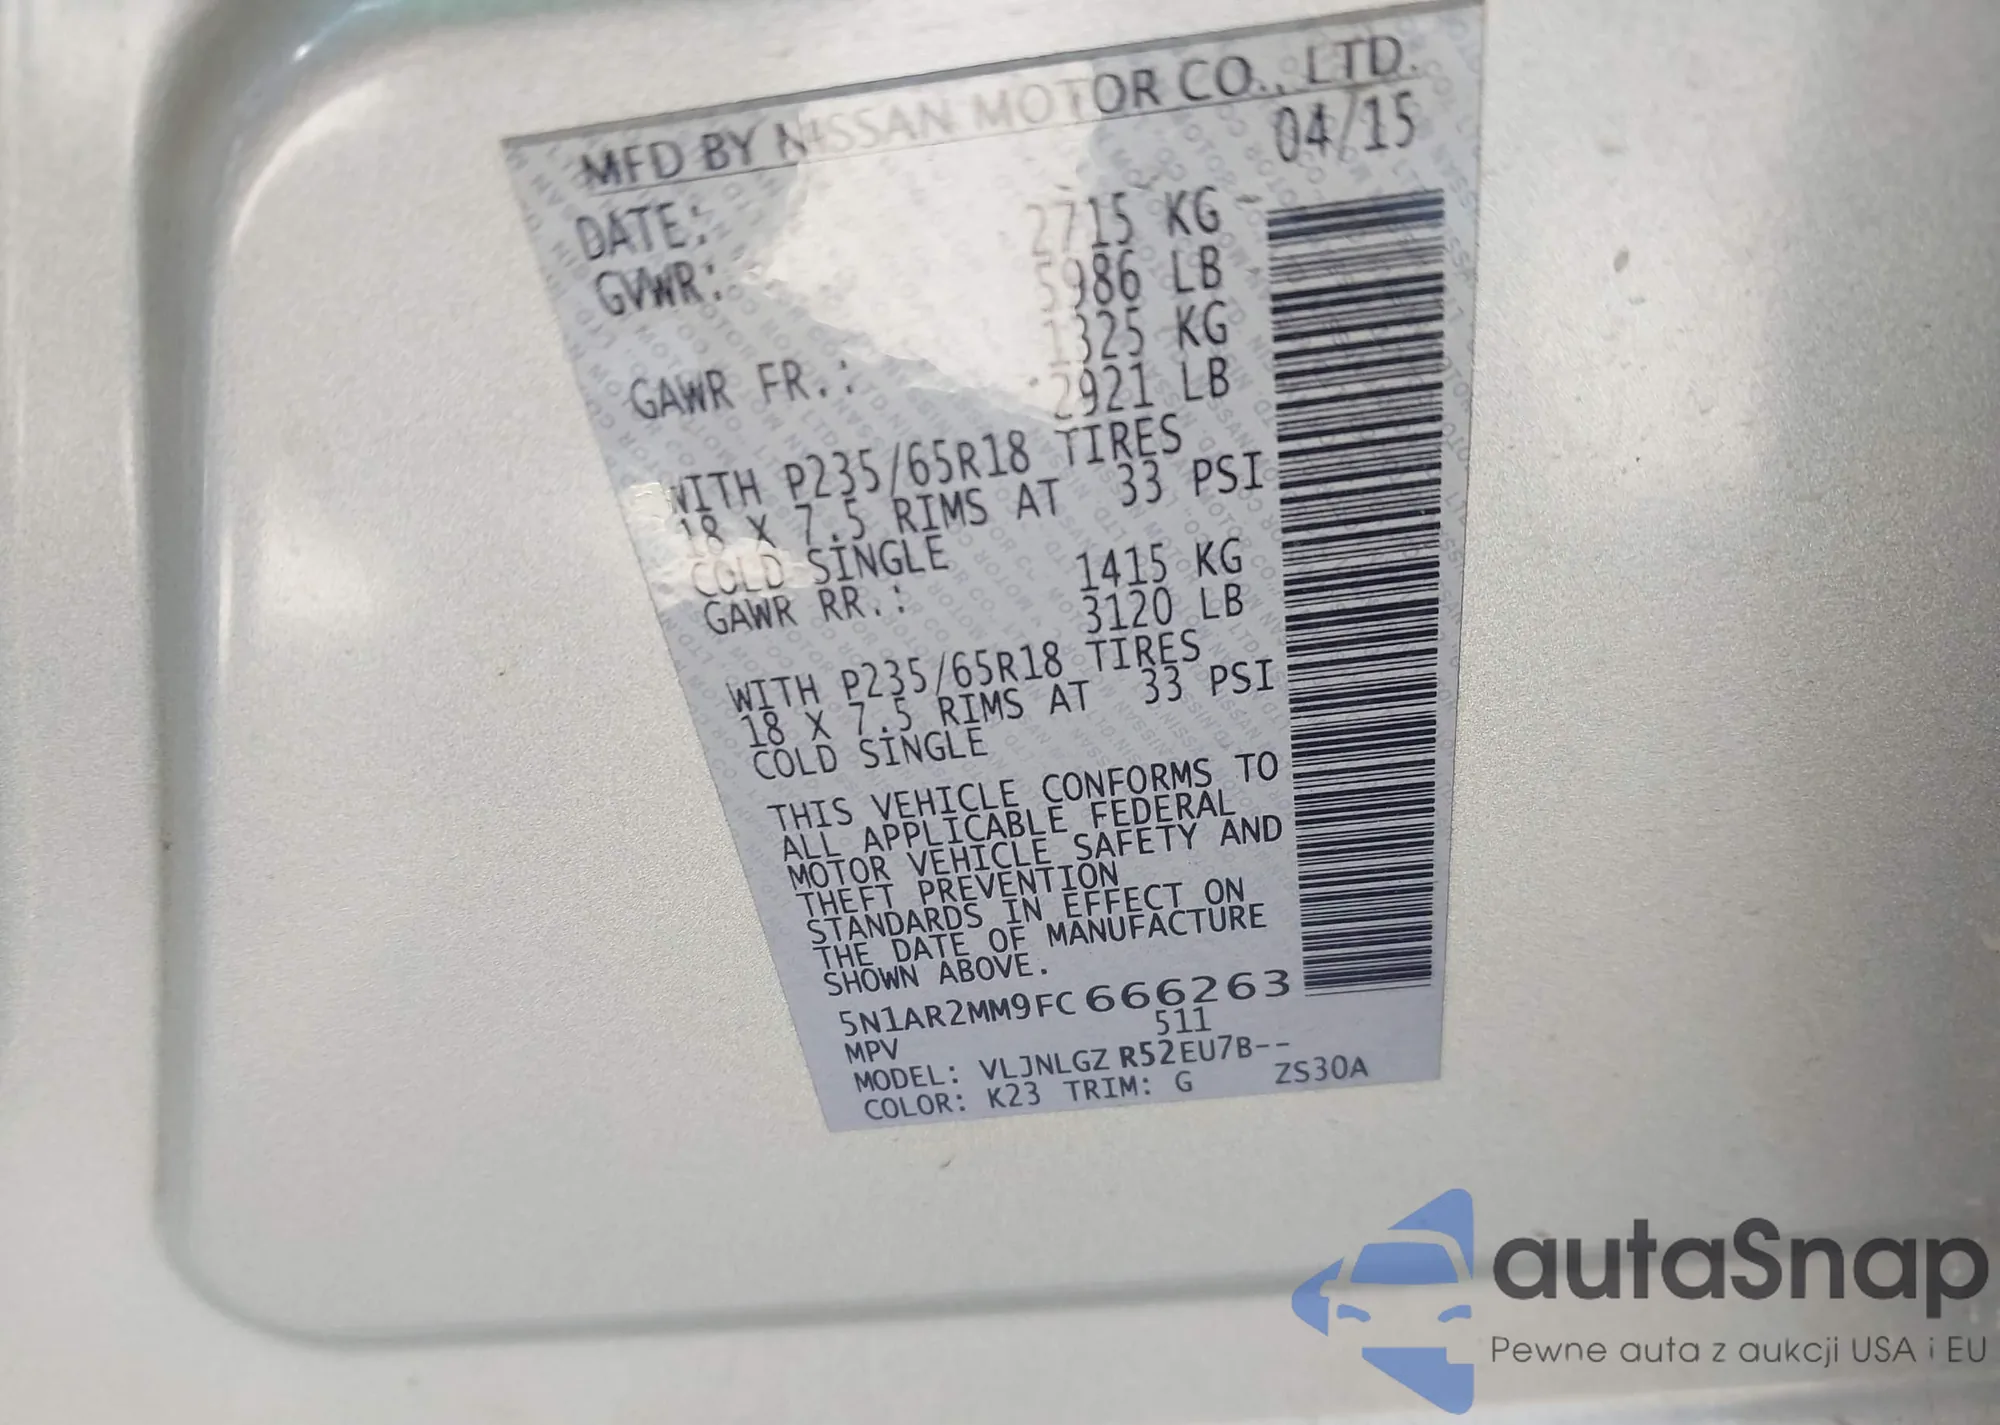 MFD BY NISSAN MOTOR CO., LTD.
DATE: 04/15
GVWR: 2715 KG
5986 LB
GAWR FR.: 1325 KG
2921 LB
WITH P235/65R18 TIRES
18 X 7.5 RIMS AT 33 PSI
COLD SINGLE
GAWR RR.: 1415 KG
3120 LB
WITH P235/65R18 TIRES
18 X 7.5 RIMS AT 33 PSI
COLD SINGLE
THIS VEHICLE CONFORMS TO
ALL APPLICABLE FEDERAL
MOTOR VEHICLE SAFETY AND
THEFT PREVENTION
STANDARDS IN EFFECT ON
THE DATE OF MANUFACTURE
SHOWN ABOVE.
5N1AR2MM9FC666263
MPV 511
MODEL: VLJNLGZ R52EU7B--
COLOR: K23 TRIM: G ZS30A
autaSnap
Pewne auta z aukcji USA i EU